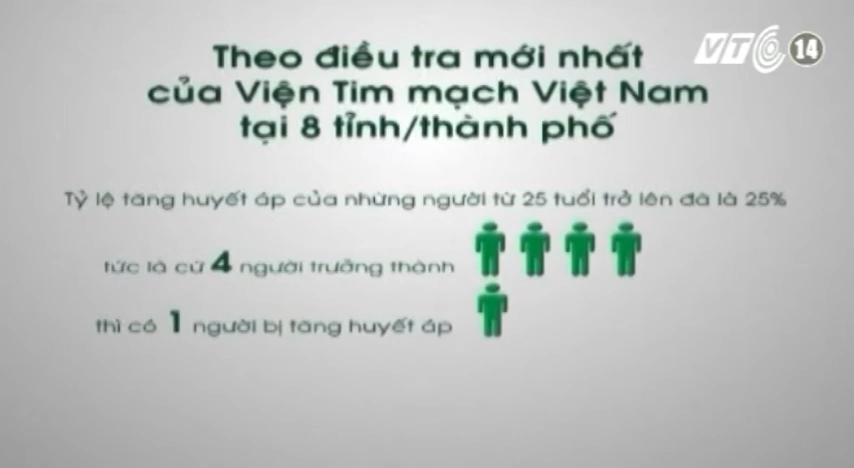 VTC 14
Theo điều tra mới nhất
của Viện Tim mạch Việt Nam
tại 8 tỉnh/thành phố
Tỷ lệ tăng huyết áp của những người từ 25 tuổi trở lên đã là 25%
tức là cứ 4 người trưởng thành
thì có 1 người bị tăng huyết áp